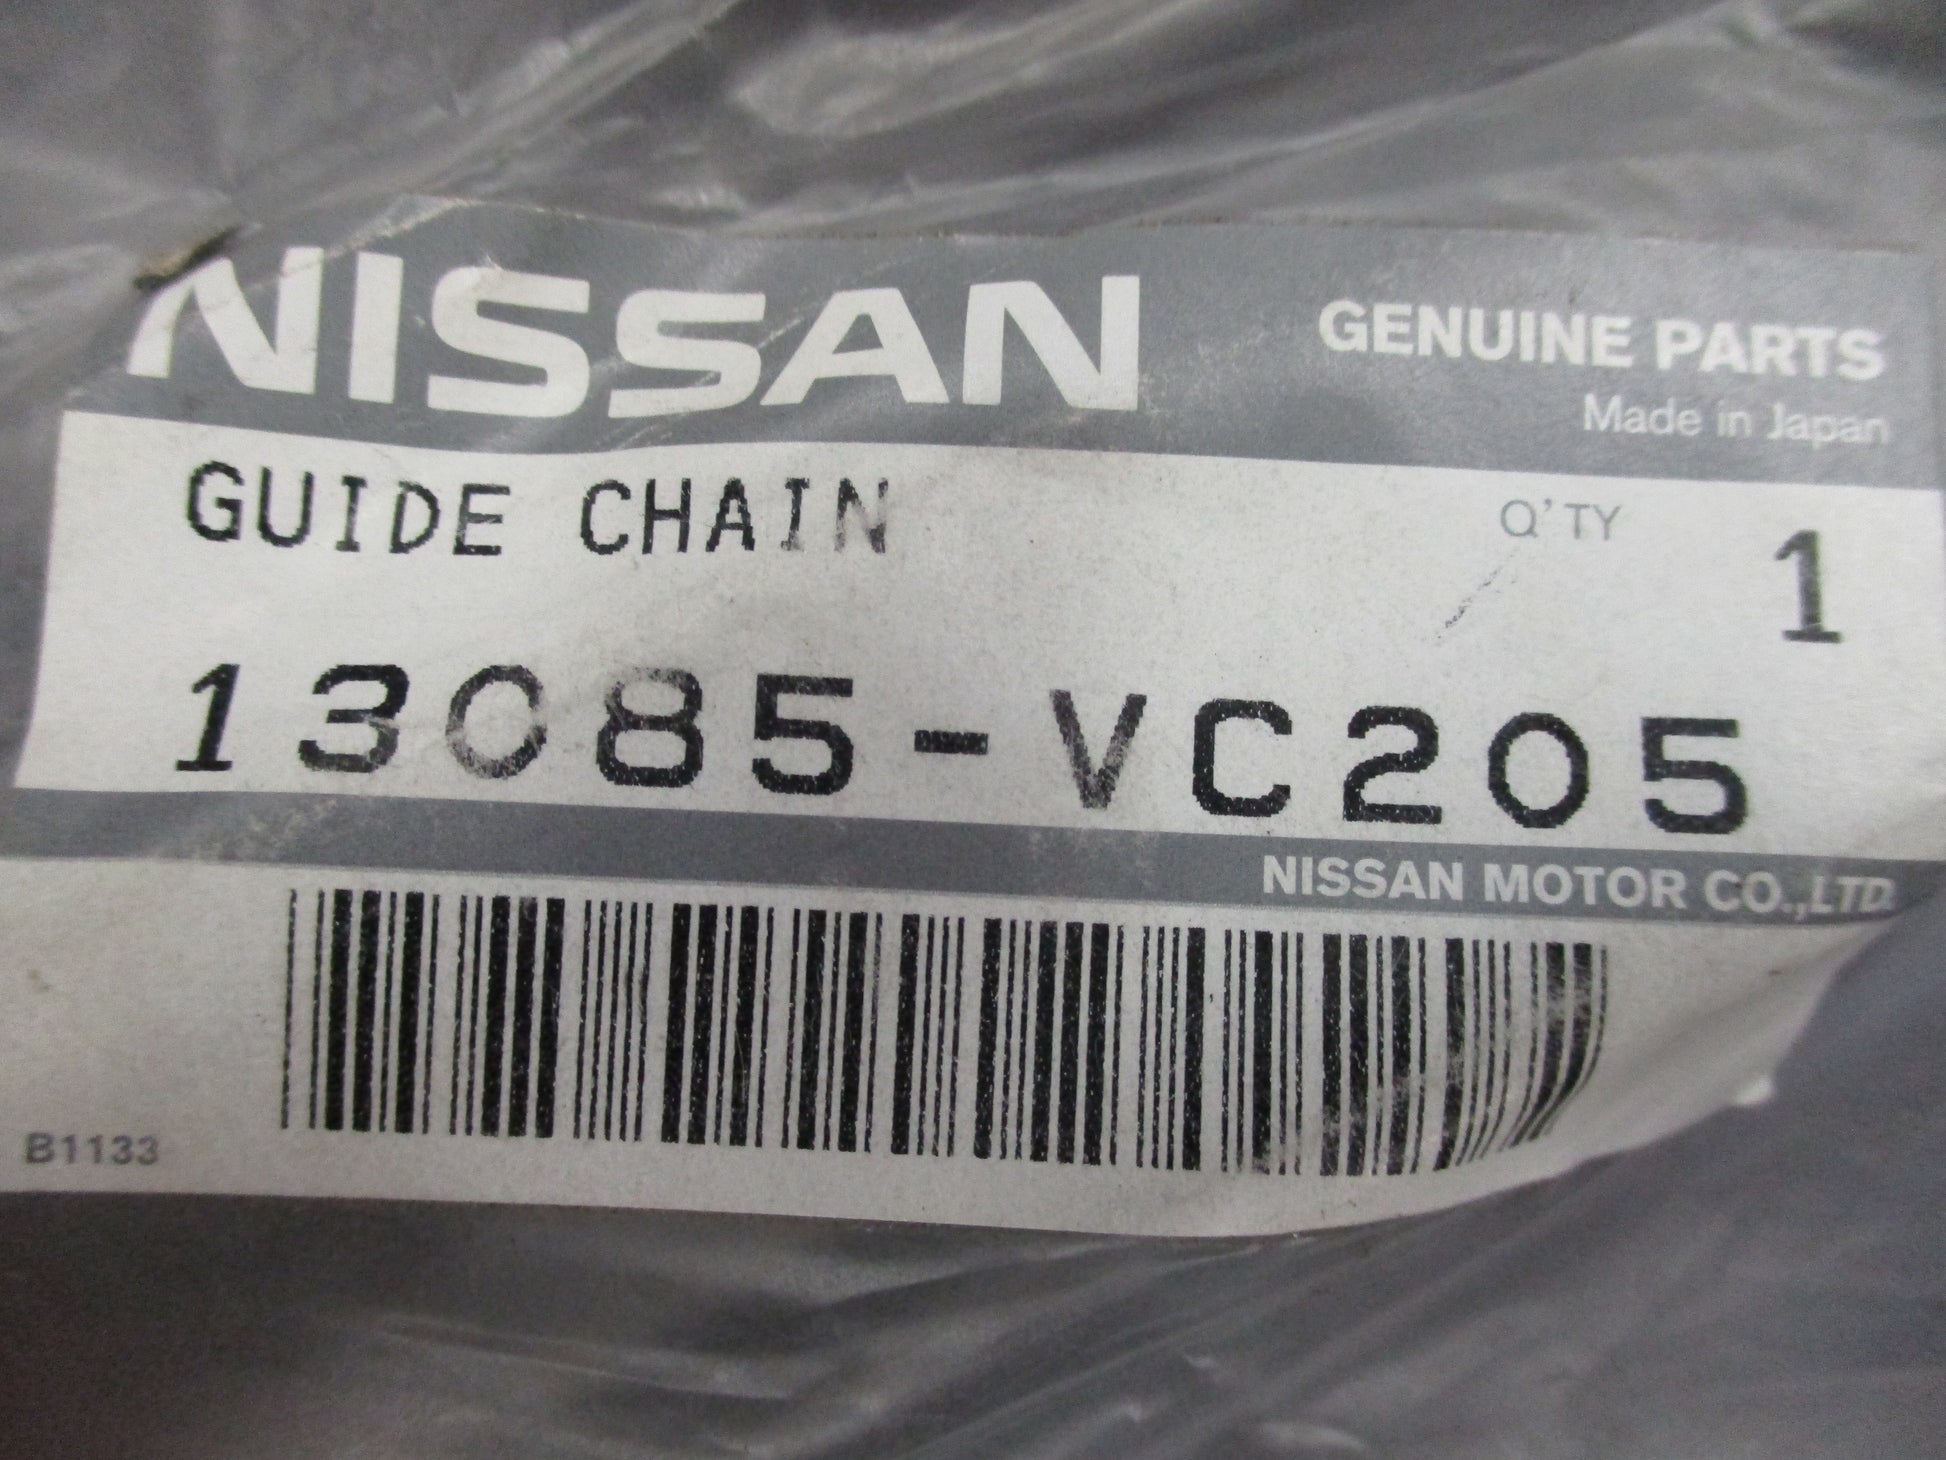 NISSAN
GENUINE PARTS
Made in Japan
GUIDE CHAIN
Q'TY 1
13085-VC205
NISSAN MOTOR CO.,LTD.
B1133